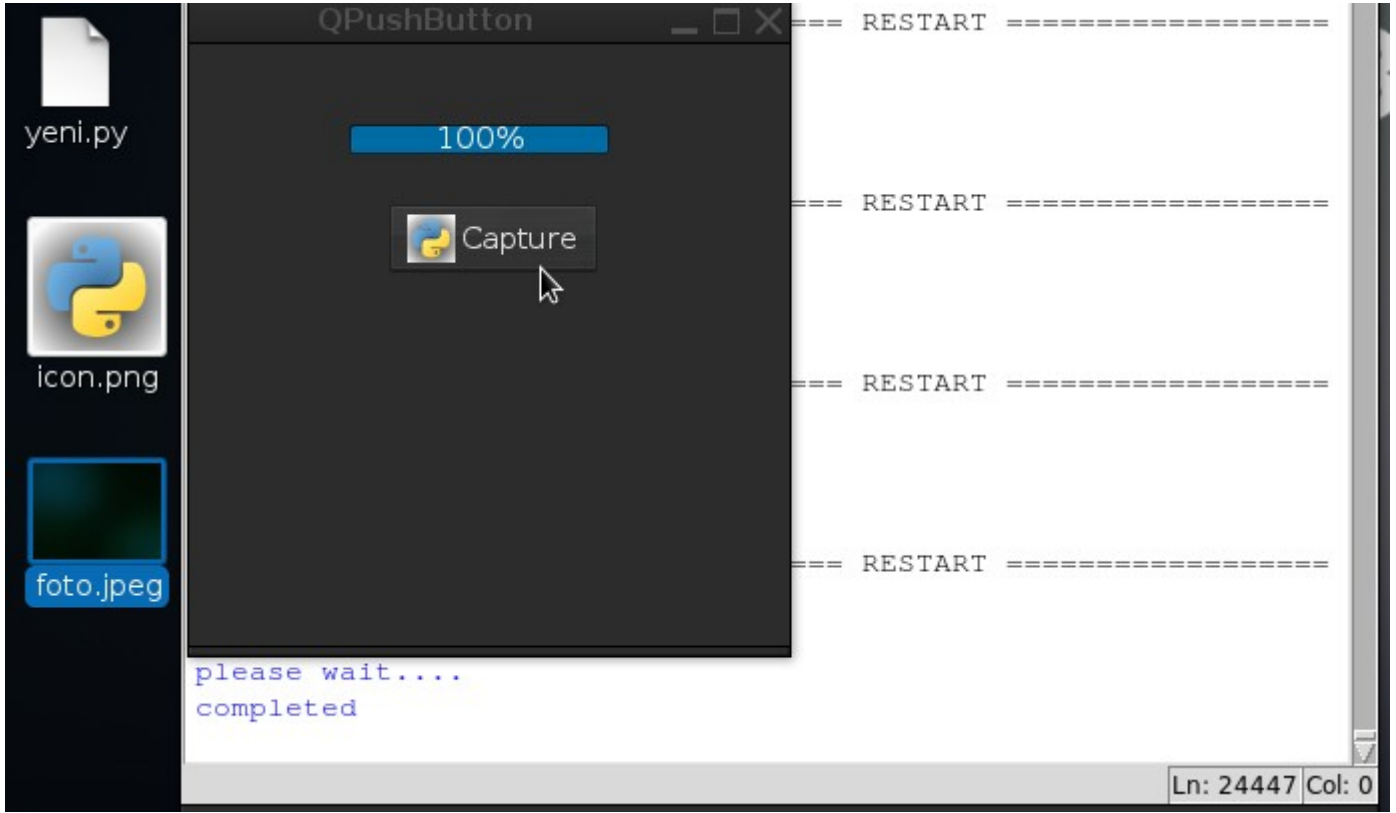 yeni.py
icon.png
foto.jpeg
QPushButton
100%
Capture
=== RESTART ==================
=== RESTART ==================
=== RESTART ==================
=== RESTART ==================
please wait....
completed
Ln: 24447 Col: 0